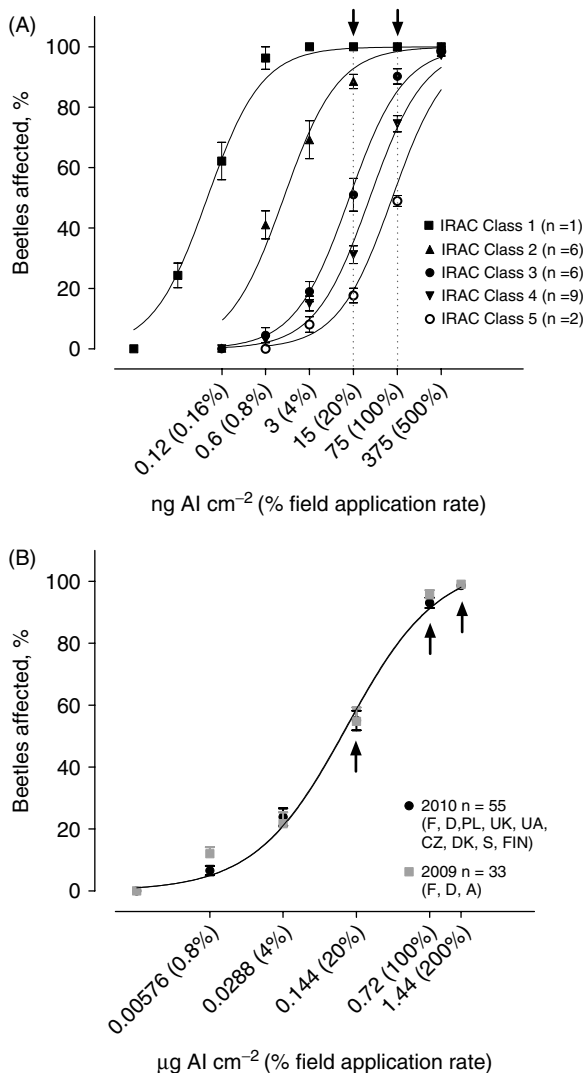 (A)
Beetles affected, %
100
80
60
40
20
0
IRAC Class 1 (n =1)
IRAC Class 2 (n =6)
IRAC Class 3 (n =6)
IRAC Class 4 (n =9)
IRAC Class 5 (n =2)
0.12 (0.16%)
0.6 (0.8%)
3 (4%)
15 (20%)
75 (100%)
375 (500%)
ng AI cm⁻² (% field application rate)
(B)
Beetles affected, %
100
80
60
40
20
0
2010 n = 55
(F, D,PL, UK, UA,
CZ, DK, S, FIN)
2009 n = 33
(F, D, A)
0.00576 (0.8%)
0.0288 (4%)
0.144 (20%)
0.72 (100%)
1.44 (200%)
μg AI cm⁻² (% field application rate)